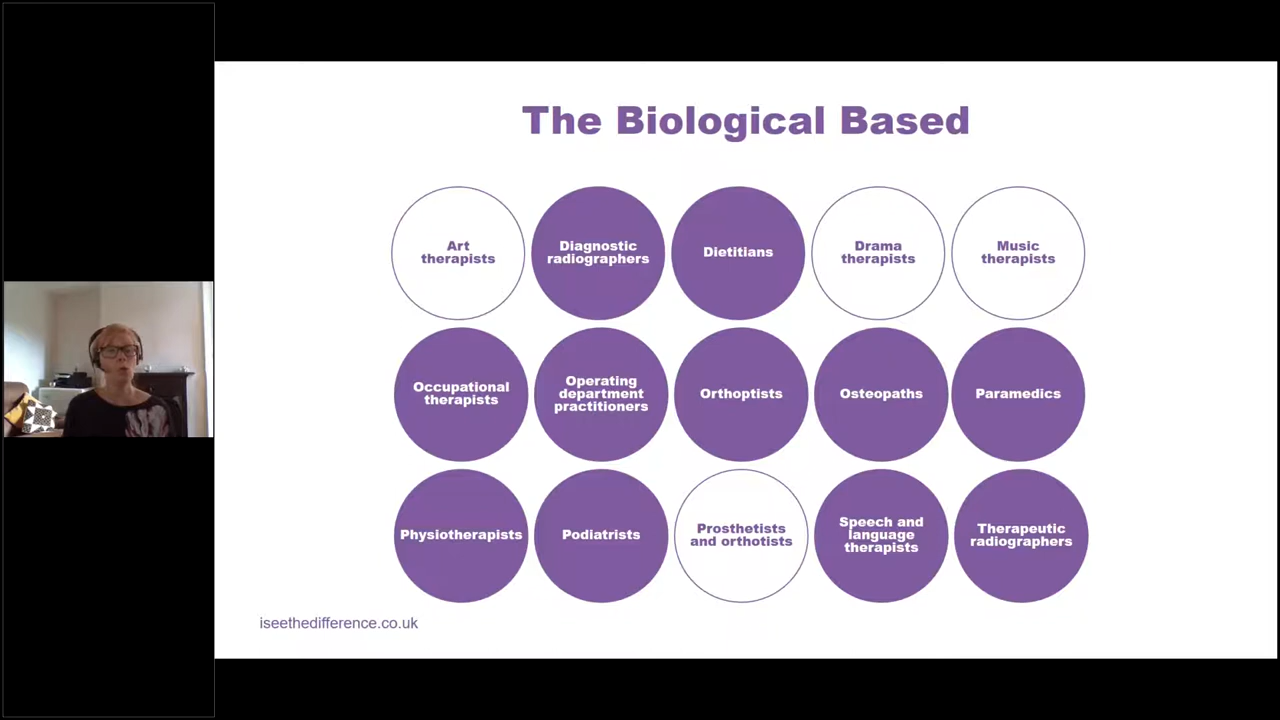 The Biological Based
Art
therapists
Diagnostic
radiographers
Dietitians
Drama
therapists
Music
therapists
Occupational
therapists
Operating
department
practitioners
Orthoptists
Osteopaths
Paramedics
Physiotherapists
Podiatrists
Prosthetists
and orthotists
Speech and
language
therapists
Therapeutic
radiographers
iseethedifference.co.uk